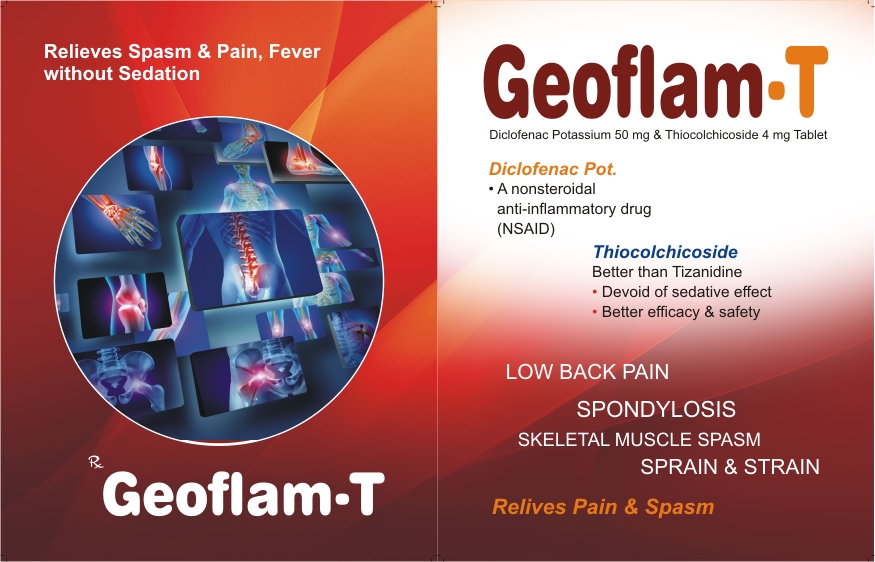 Relieves Spasm & Pain, Fever
without Sedation
Rx
Geoflam-T
Geoflam-T
Diclofenac Potassium 50 mg & Thiocolchicoside 4 mg Tablet
Diclofenac Pot.
• A nonsteroidal
anti-inflammatory drug
(NSAID)
Thiocolchicoside
Better than Tizanidine
• Devoid of sedative effect
• Better efficacy & safety
LOW BACK PAIN
SPONDYLOSIS
SKELETAL MUSCLE SPASM
SPRAIN & STRAIN
Relives Pain & Spasm